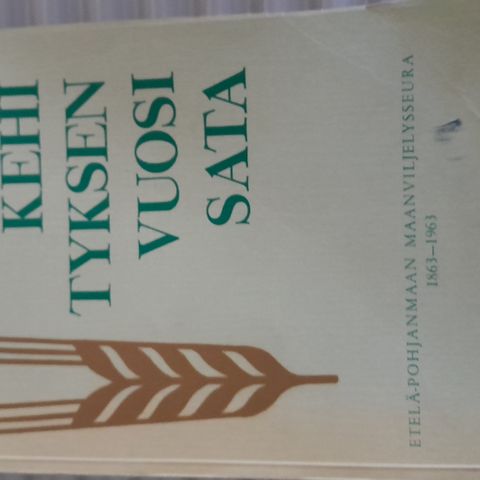 KEHI
TYKSEN
VUOSI
SATA
ETELÄ-POHJANMAAN MAANVILJELYSSEURA
1863—1963